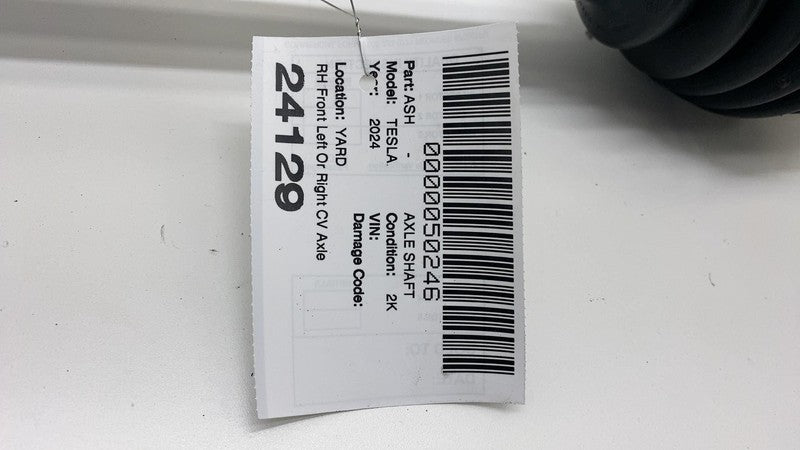 0000050246
Part: ASH - AXLE SHAFT
Model: TESLA Condition: 2K
Year: 2024 VIN:
Damage Code:
Location: YARD
RH Front Left Or Right CV Axle
24129